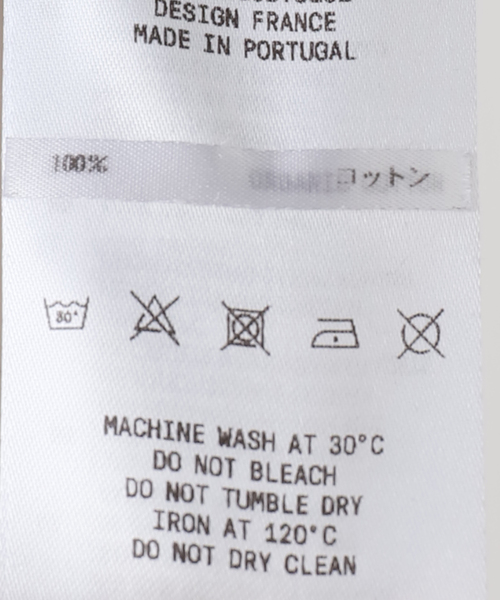 DESIGN FRANCE
MADE IN PORTUGAL
100% コットン
30°
MACHINE WASH AT 30°C
DO NOT BLEACH
DO NOT TUMBLE DRY
IRON AT 120°C
DO NOT DRY CLEAN